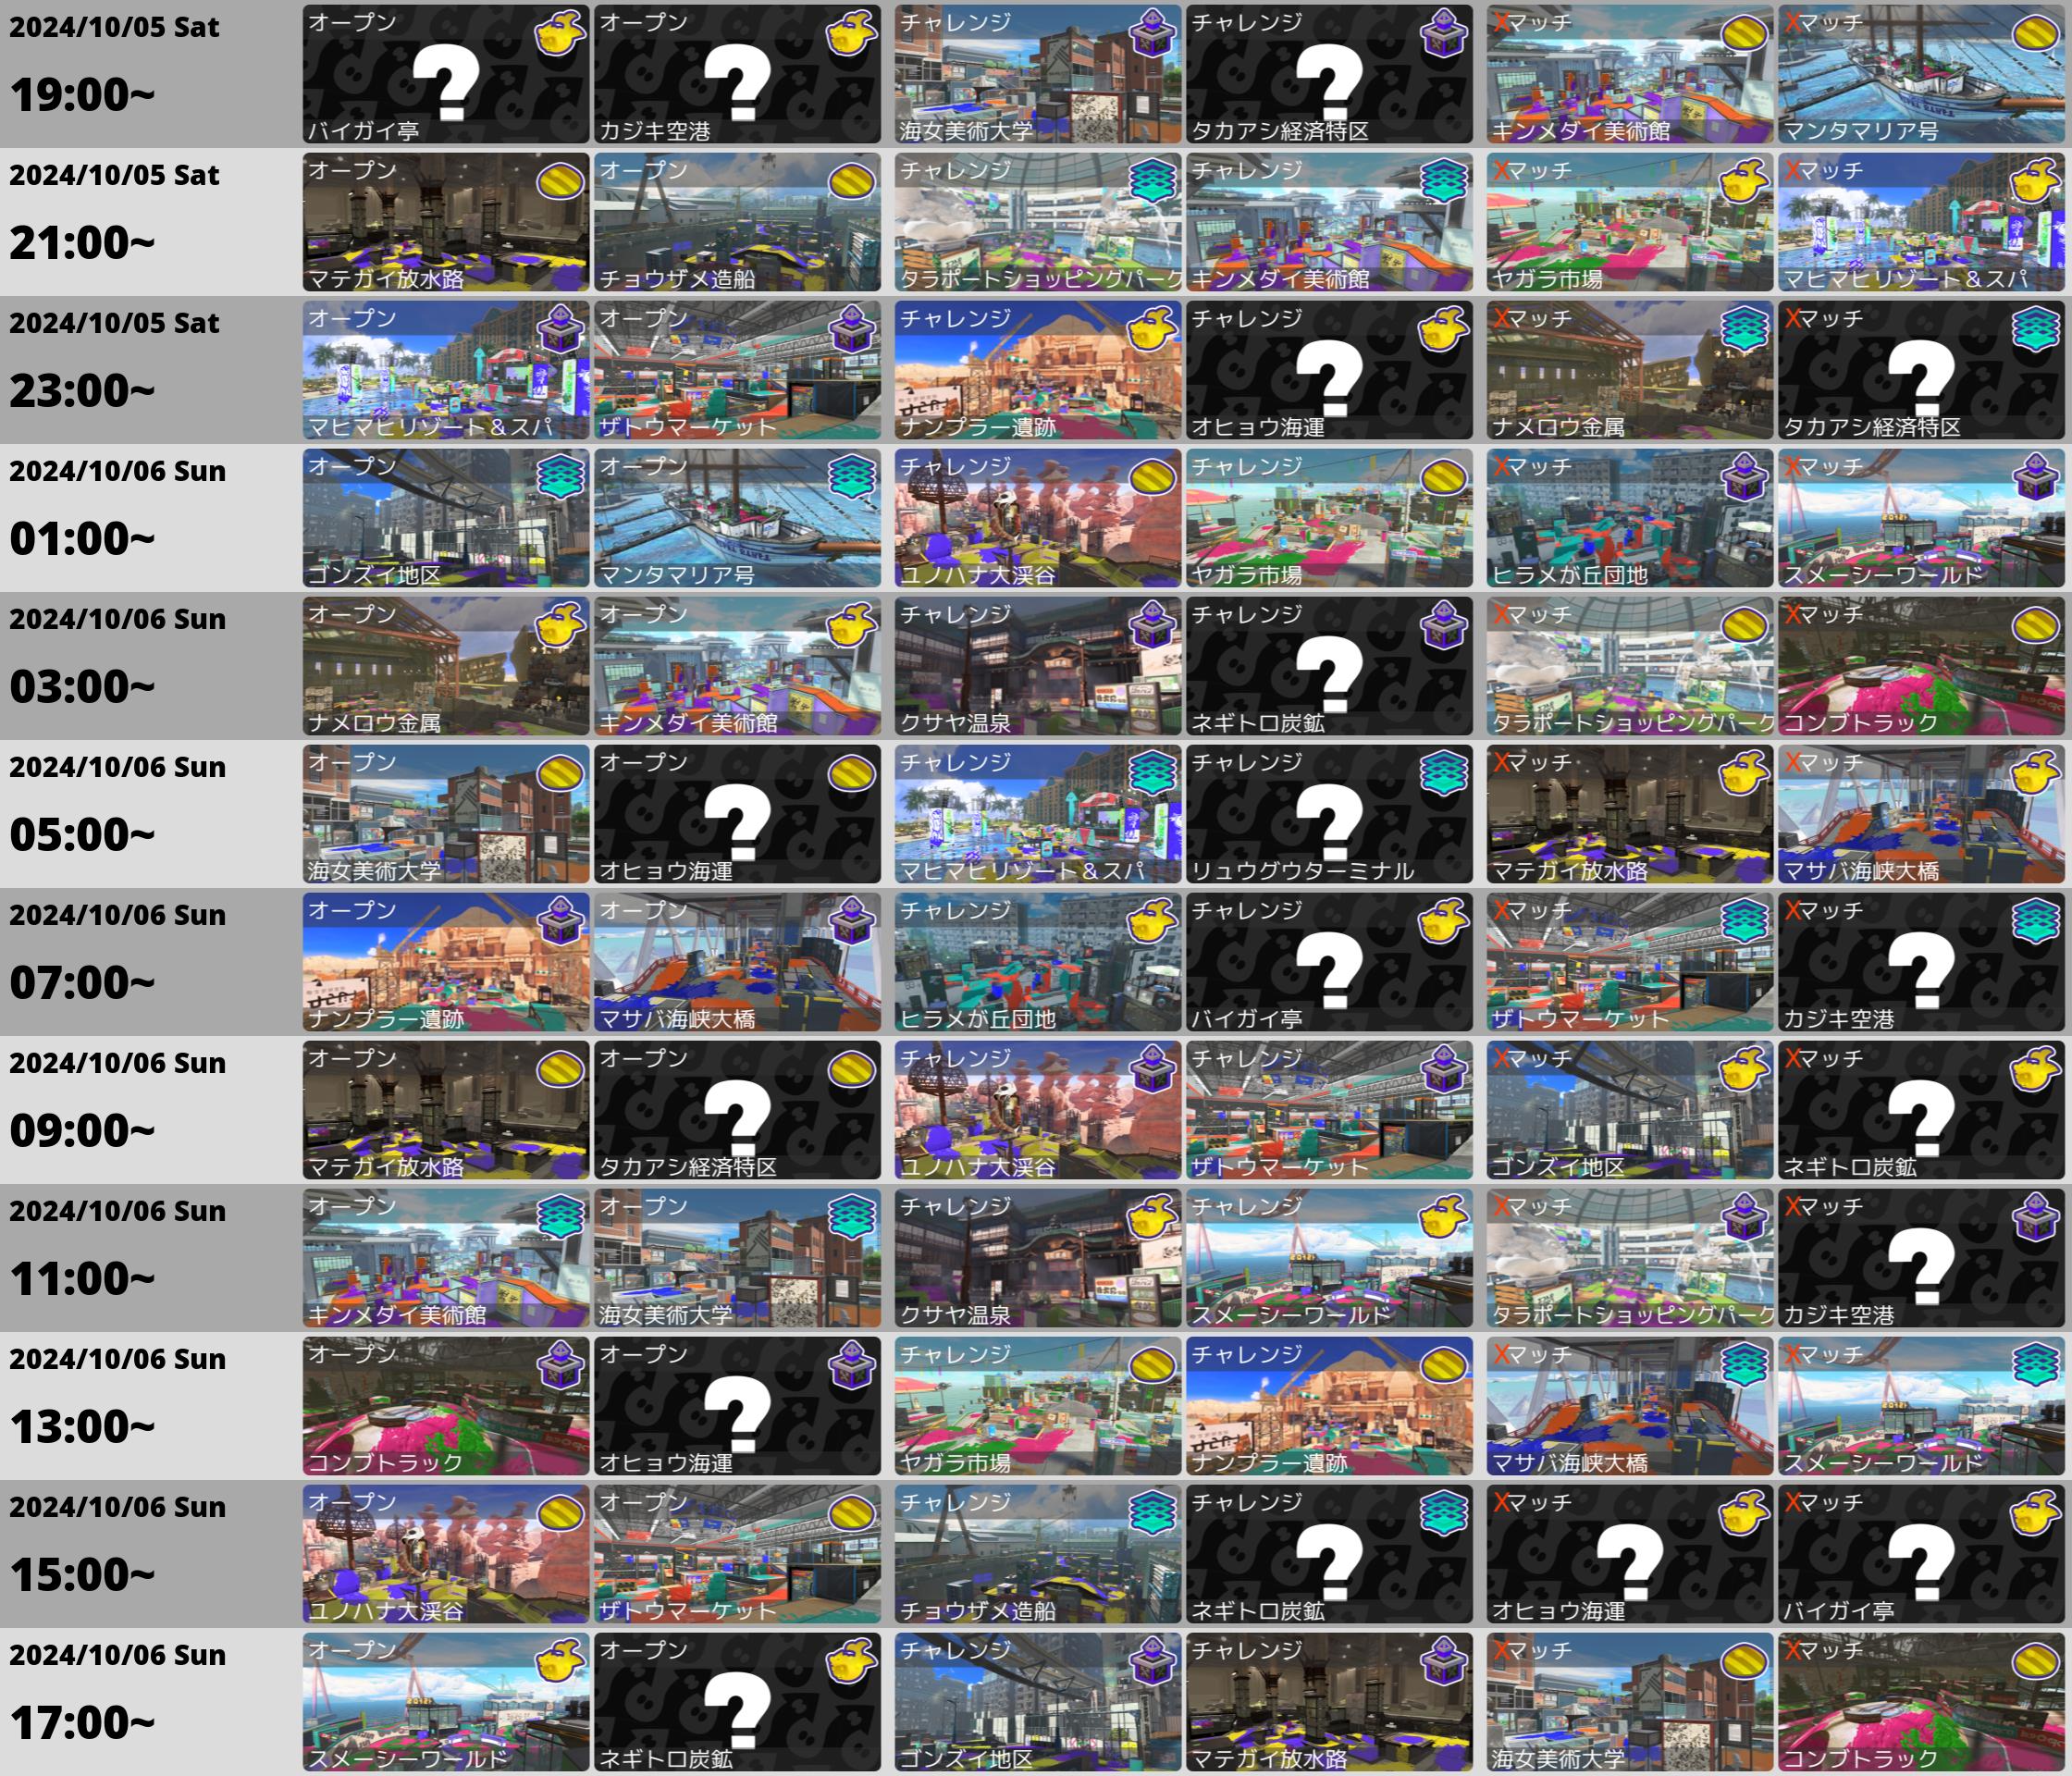 2024/10/05 Sat
19:00~
オープン
バイガイ亭
オープン
カジキ空港
チャレンジ
海女美術大学
チャレンジ
タカアシ経済特区
Xマッチ
キンメダイ美術館
Xマッチ
マンタマリア号
2024/10/05 Sat
21:00~
オープン
マテガイ放水路
オープン
チョウザメ造船
チャレンジ
タラポートショッピングパーク
チャレンジ
キンメダイ美術館
Xマッチ
ヤガラ市場
Xマッチ
マヒマヒリゾート&スパ
2024/10/05 Sat
23:00~
オープン
マヒマヒリゾート&スパ
オープン
ザトウマーケット
チャレンジ
ナンプラー遺跡
チャレンジ
オヒョウ海運
Xマッチ
ナメロウ金属
Xマッチ
タカアシ経済特区
2024/10/06 Sun
01:00~
オープン
ゴンズイ地区
オープン
マンタマリア号
チャレンジ
ユノハナ大渓谷
チャレンジ
ヤガラ市場
Xマッチ
ヒラメが丘団地
Xマッチ
スメーシーワールド
2024/10/06 Sun
03:00~
オープン
ナメロウ金属
オープン
キンメダイ美術館
チャレンジ
クサヤ温泉
チャレンジ
ネギトロ炭鉱
Xマッチ
タラポートショッピングパーク
Xマッチ
コンブトラック
2024/10/06 Sun
05:00~
オープン
海女美術大学
オープン
オヒョウ海運
チャレンジ
マヒマヒリゾート&スパ
チャレンジ
リュウグウターミナル
Xマッチ
マテガイ放水路
Xマッチ
マサバ海峡大橋
2024/10/06 Sun
07:00~
オープン
ナンプラー遺跡
オープン
マサバ海峡大橋
チャレンジ
ヒラメが丘団地
チャレンジ
バイガイ亭
Xマッチ
ザトウマーケット
Xマッチ
カジキ空港
2024/10/06 Sun
09:00~
オープン
マテガイ放水路
オープン
タカアシ経済特区
チャレンジ
ユノハナ大渓谷
チャレンジ
ザトウマーケット
Xマッチ
ゴンズイ地区
Xマッチ
ネギトロ炭鉱
2024/10/06 Sun
11:00~
オープン
キンメダイ美術館
オープン
海女美術大学
チャレンジ
クサヤ温泉
チャレンジ
スメーシーワールド
Xマッチ
タラポートショッピングパーク
Xマッチ
カジキ空港
2024/10/06 Sun
13:00~
オープン
コンブトラック
オープン
オヒョウ海運
チャレンジ
ヤガラ市場
チャレンジ
ナンプラー遺跡
Xマッチ
マサバ海峡大橋
Xマッチ
スメーシーワールド
2024/10/06 Sun
15:00~
オープン
ユノハナ大渓谷
オープン
ザトウマーケット
チャレンジ
チョウザメ造船
チャレンジ
ネギトロ炭鉱
Xマッチ
オヒョウ海運
Xマッチ
バイガイ亭
2024/10/06 Sun
17:00~
オープン
スメーシーワールド
オープン
ネギトロ炭鉱
チャレンジ
ゴンズイ地区
チャレンジ
マテガイ放水路
Xマッチ
海女美術大学
Xマッチ
コンブトラック